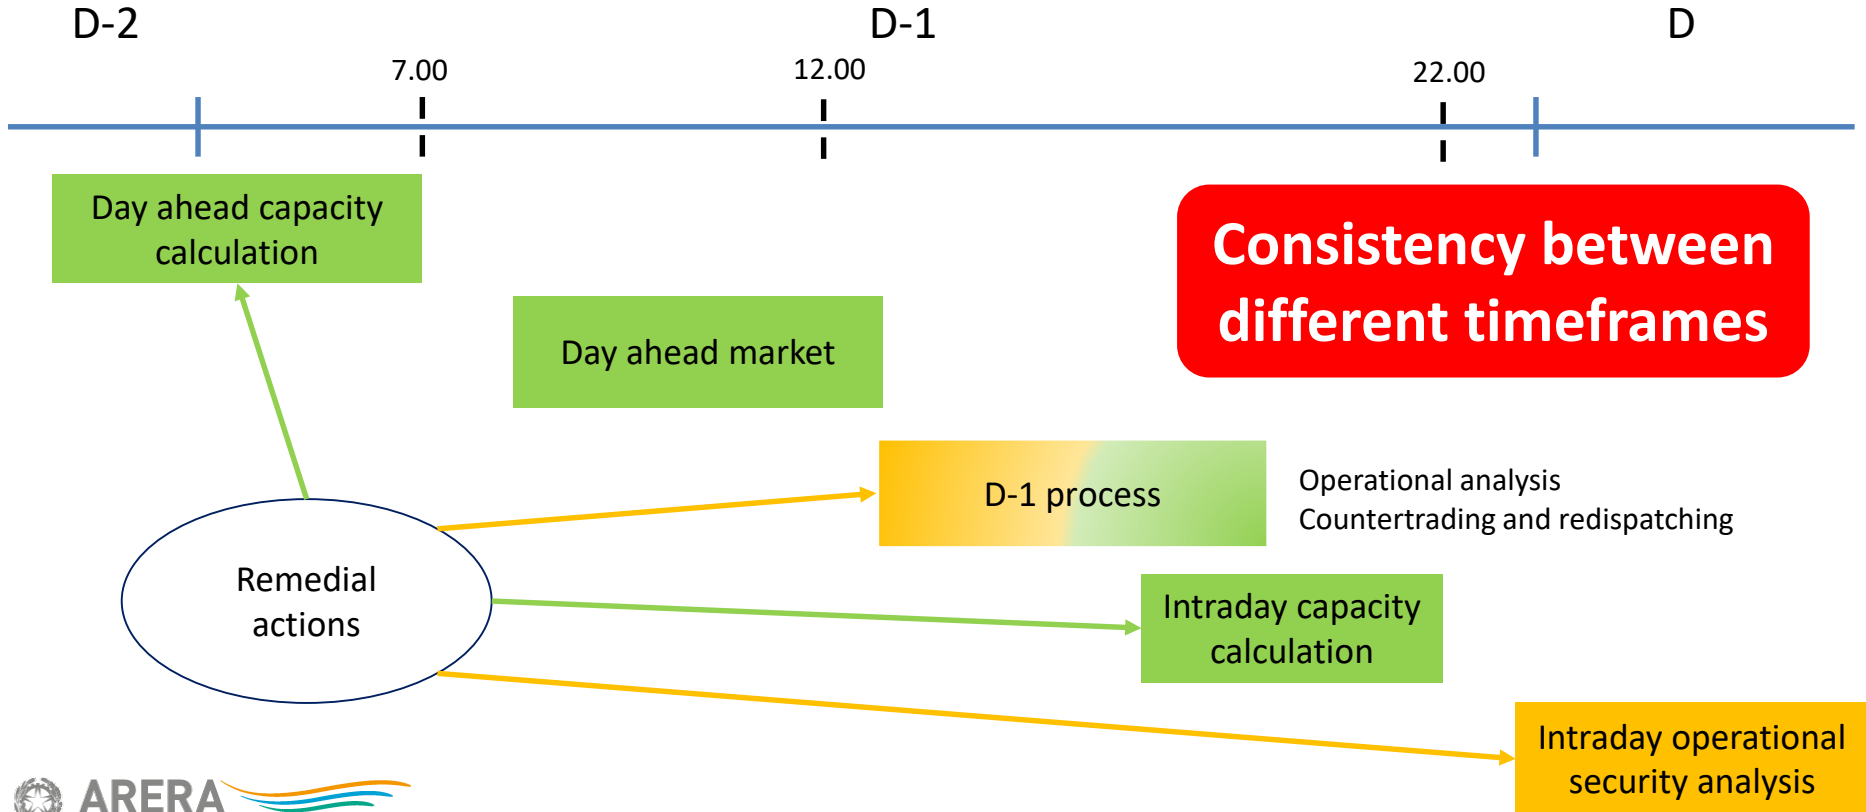 D-2
D-1
D
7.00
12.00
22.00
Day ahead capacity
calculation
Consistency between
different timeframes
Day ahead market
D-1 process
Operational analysis
Countertrading and redispatching
Remedial
actions
Intraday capacity
calculation
Intraday operational
security analysis
ARERA